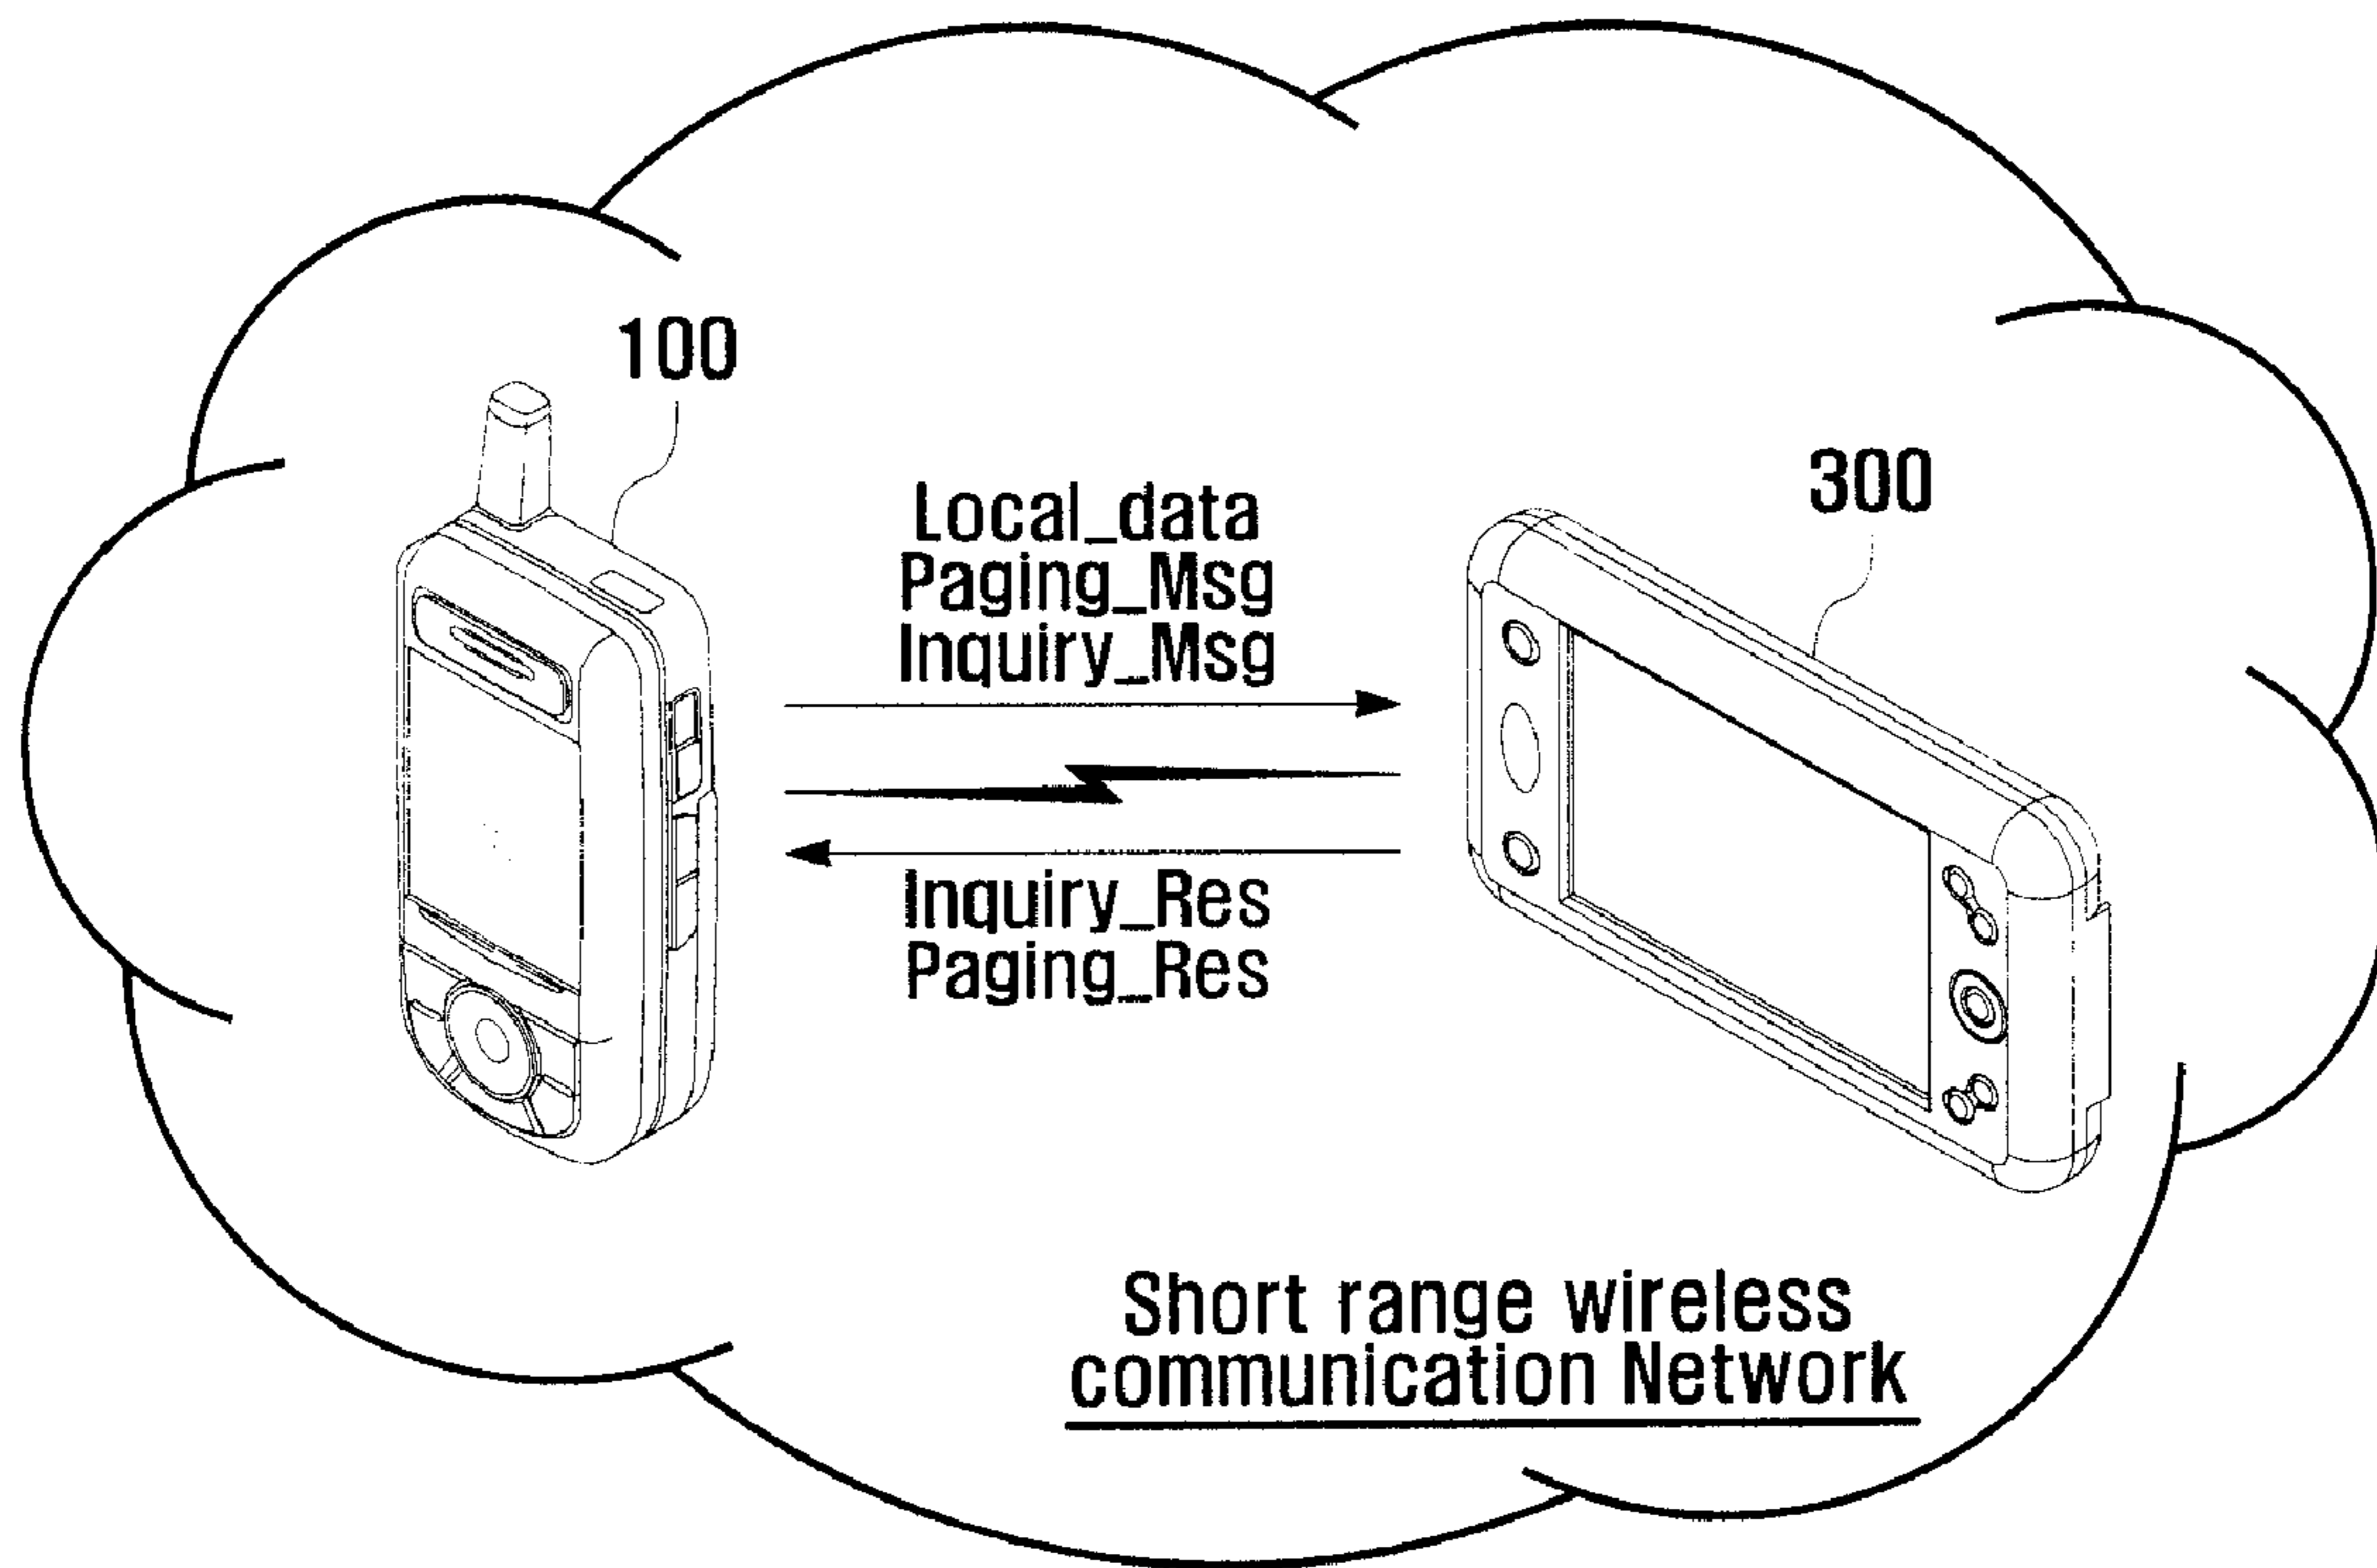 100
300
Local_data
Paging_Msg
Inquiry_Msg
Inquiry_Res
Paging_Res
Short range wireless
communication Network